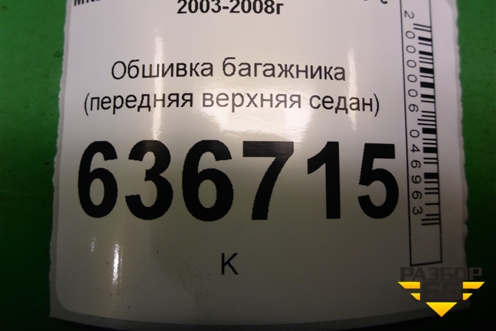 2003-2008г
Обшивка багажника
(передняя верхняя седан)
636715
К
2000006046963
РАЗБОР